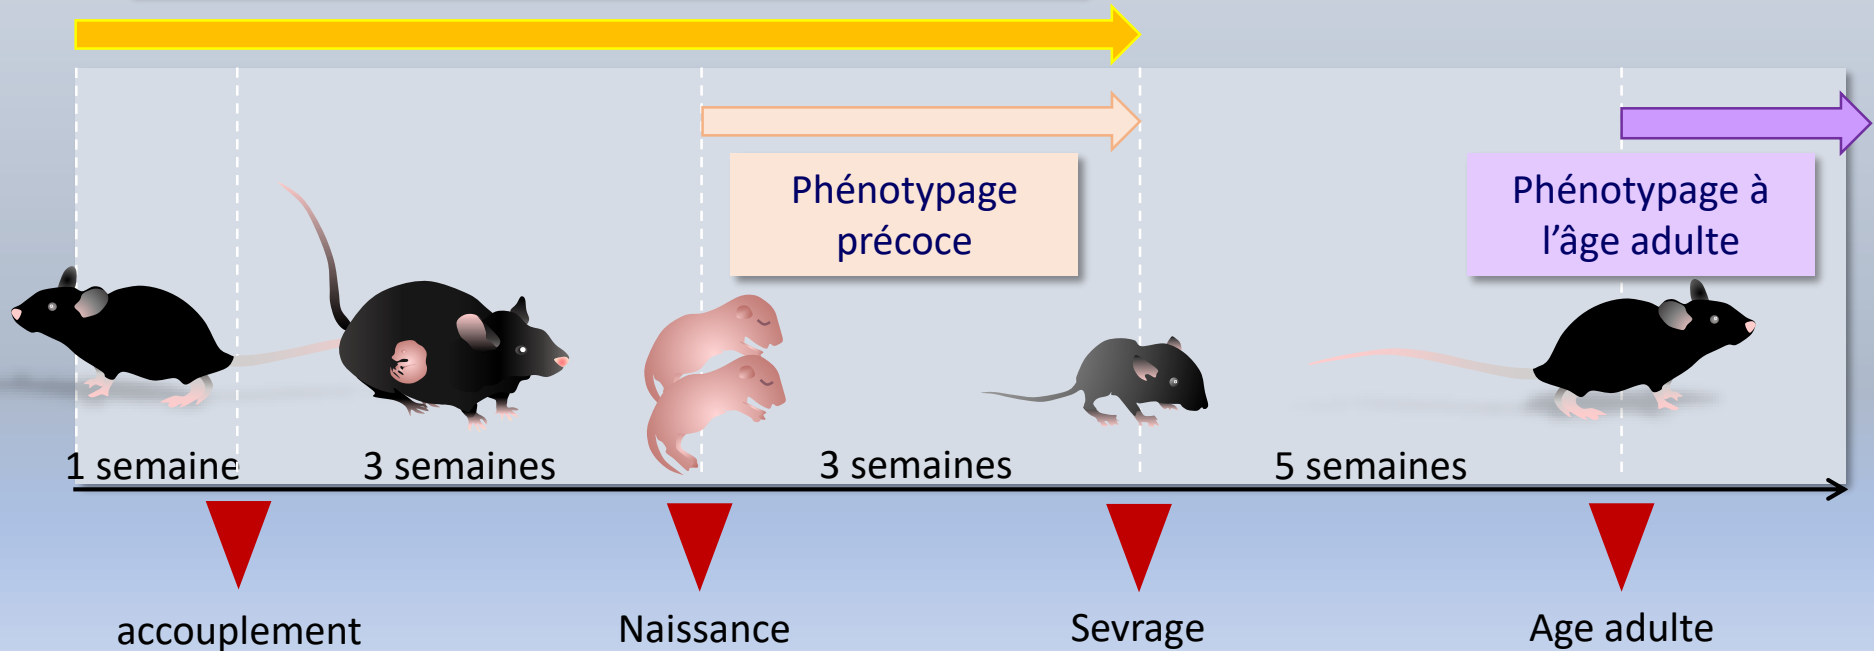 Phénotypage
précoce
Phénotypage à
l'âge adulte
1 semaine
3 semaines
3 semaines
5 semaines
accouplement
Naissance
Sevrage
Age adulte